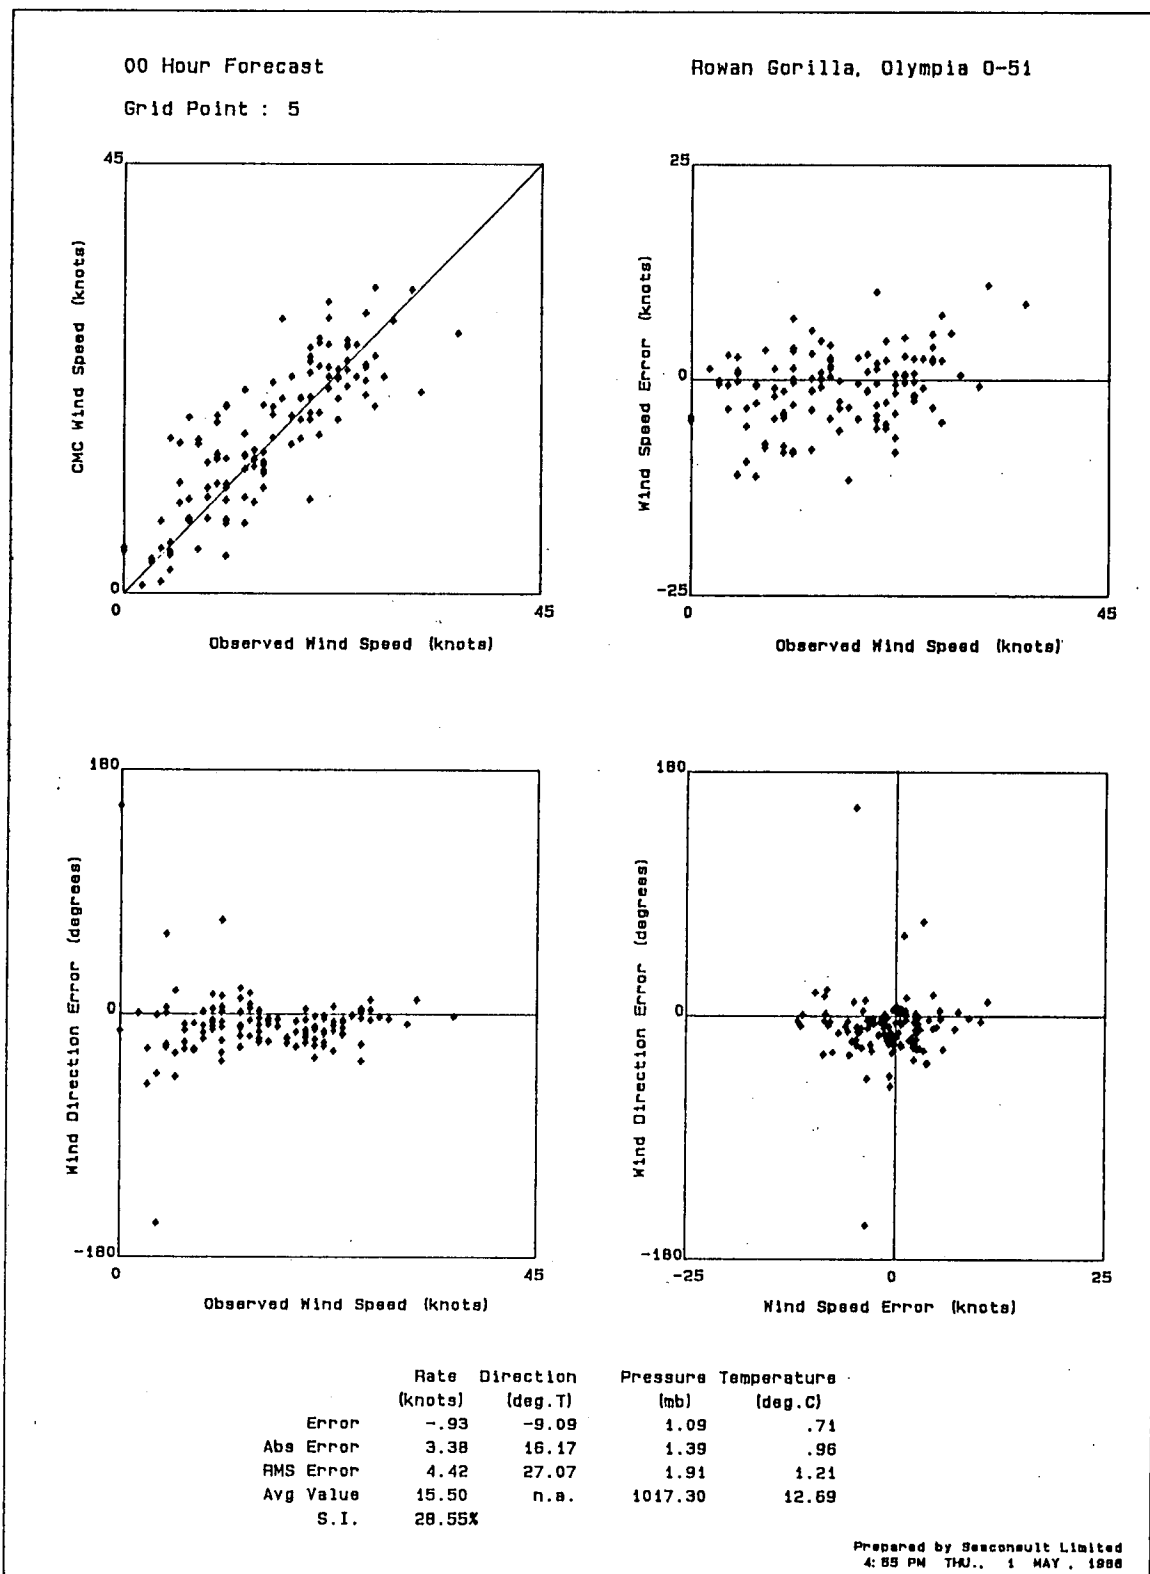 00 Hour Forecast
Rowan Gorilla, Olympia O-51
Grid Point : 5
45
CMC Wind Speed (knots)
0
0
45
Observed Wind Speed (knots)
25
Wind Speed Error (knots)
0
-25
0
45
Observed Wind Speed (knots)
180
Wind Direction Error (degrees)
0
-180
0
45
Observed Wind Speed (knots)
180
Wind Direction Error (degrees)
0
-180
-25
0
25
Wind Speed Error (knots)
Rate Direction Pressure Temperature
(knots) (deg.T) (mb) (deg.C)
Error -.93 -9.09 1.09 .71
Abs Error 3.38 16.17 1.39 .96
RMS Error 4.42 27.07 1.91 1.21
Avg Value 15.50 n.a. 1017.30 12.69
S.I. 28.55%
Prepared by Seaconsult Limited
4:55 PM THU., 1 MAY, 1986